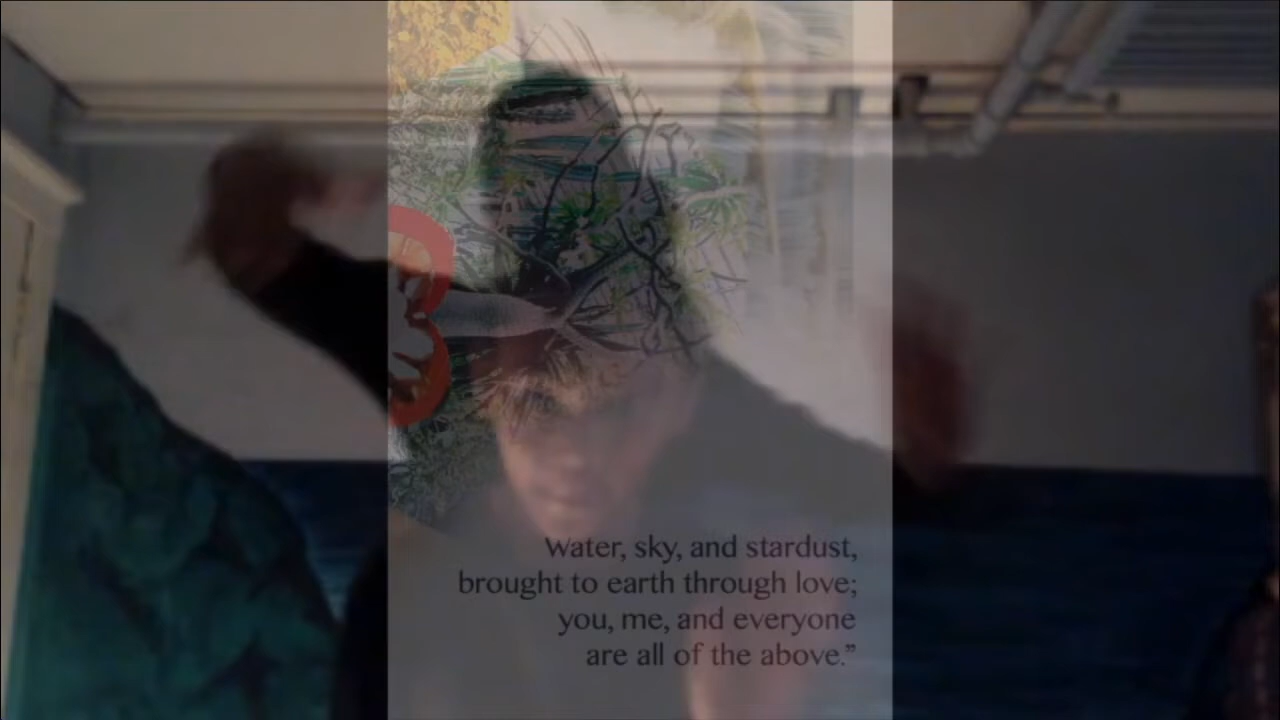 Water, sky, and stardust,
brought to earth through love;
you, me, and everyone
are all of the above.”